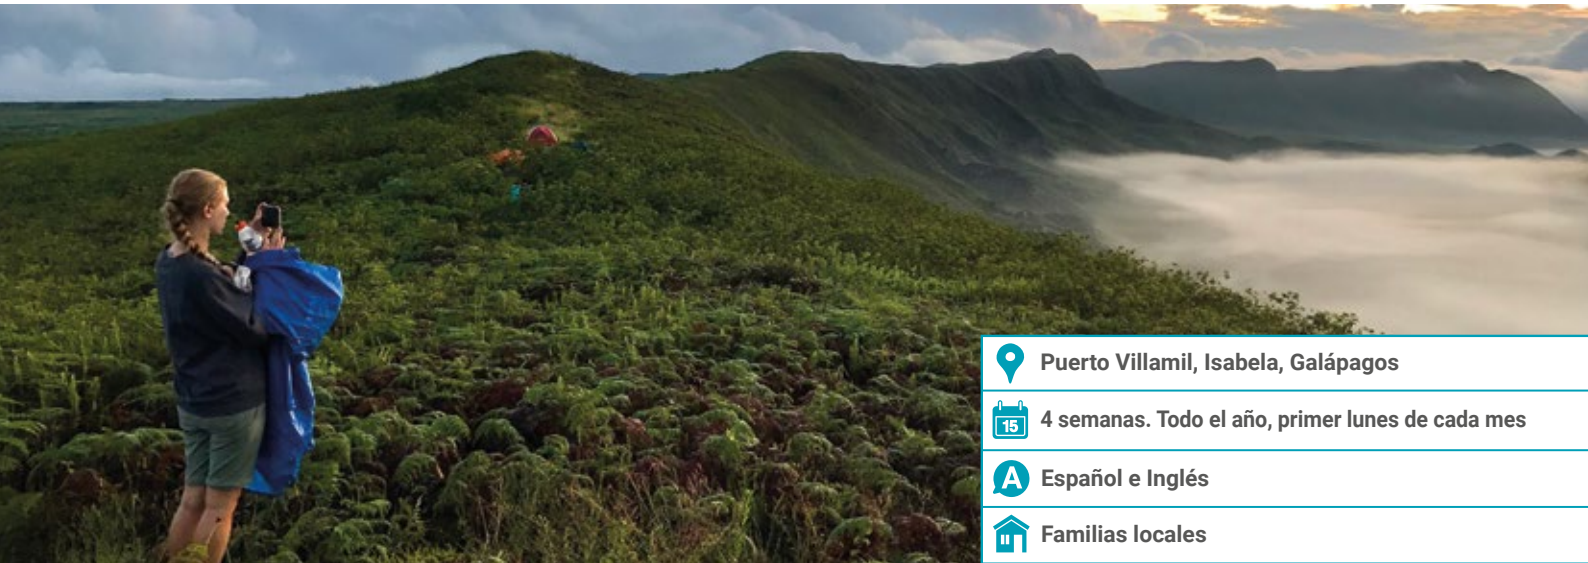 Puerto Villamil, Isabela, Galápagos
15
4 semanas. Todo el año, primer lunes de cada mes
A
Español e Inglés
Familias locales